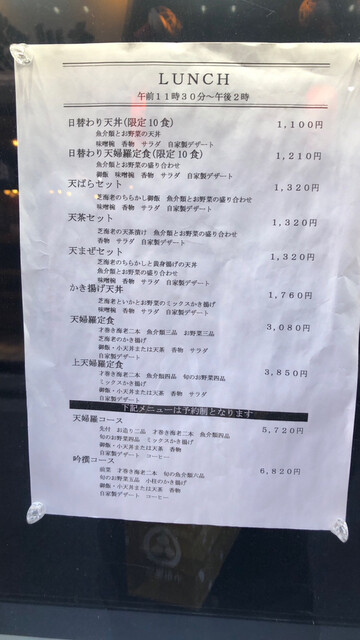 LUNCH
午前11時30分～午後2時
日替わり天丼(限定10食) 1,100円
魚介類とお野菜の天丼
味噌椀 香物 サラダ 自家製デザート
日替わり天婦羅定食(限定10食) 1,210円
魚介類とお野菜の盛り合わせ
御飯 味噌椀 香物 サラダ 自家製デザート
天ばらセット 1,320円
芝海老のちらかし御飯 魚介類とお野菜の盛り合わせ
味噌椀 香物 サラダ 自家製デザート
天茶セット 1,320円
芝海老の天茶漬け 魚介類とお野菜の盛り合わせ
香物 サラダ 自家製デザート
天まぜセット 1,320円
芝海老のちらかしと黄身揚げの天丼
魚介類とお野菜の盛り合わせ
味噌椀 香物 サラダ 自家製デザート
かき揚げ天丼 1,760円
芝海老といかとお野菜のミックスかき揚げ
味噌椀 香物 サラダ 自家製デザート
天婦羅定食 3,080円
才巻き海老二本 魚介類三品 お野菜三品
芝海老のかき揚げ
御飯・小天丼または天茶 香物 サラダ
自家製デザート
上天婦羅定食 3,850円
才巻き海老二本 魚介類四品 旬のお野菜四品
ミックスかき揚げ
御飯・小天丼または天茶 香物 サラダ
自家製デザート
下記メニューは予約制となります
天婦羅コース 5,720円
先付 お造り二品 才巻き海老二本 魚介類四品
旬のお野菜四品 ミックスかき揚げ
御飯・小天丼または天茶 香物
自家製デザート コーヒー
吟撰コース 6,820円
前菜 才巻き海老二本 旬の魚介類六品
旬のお野菜五品 小柱のかき揚げ
御飯・小天丼または天茶 香物
自家製デザート コーヒー